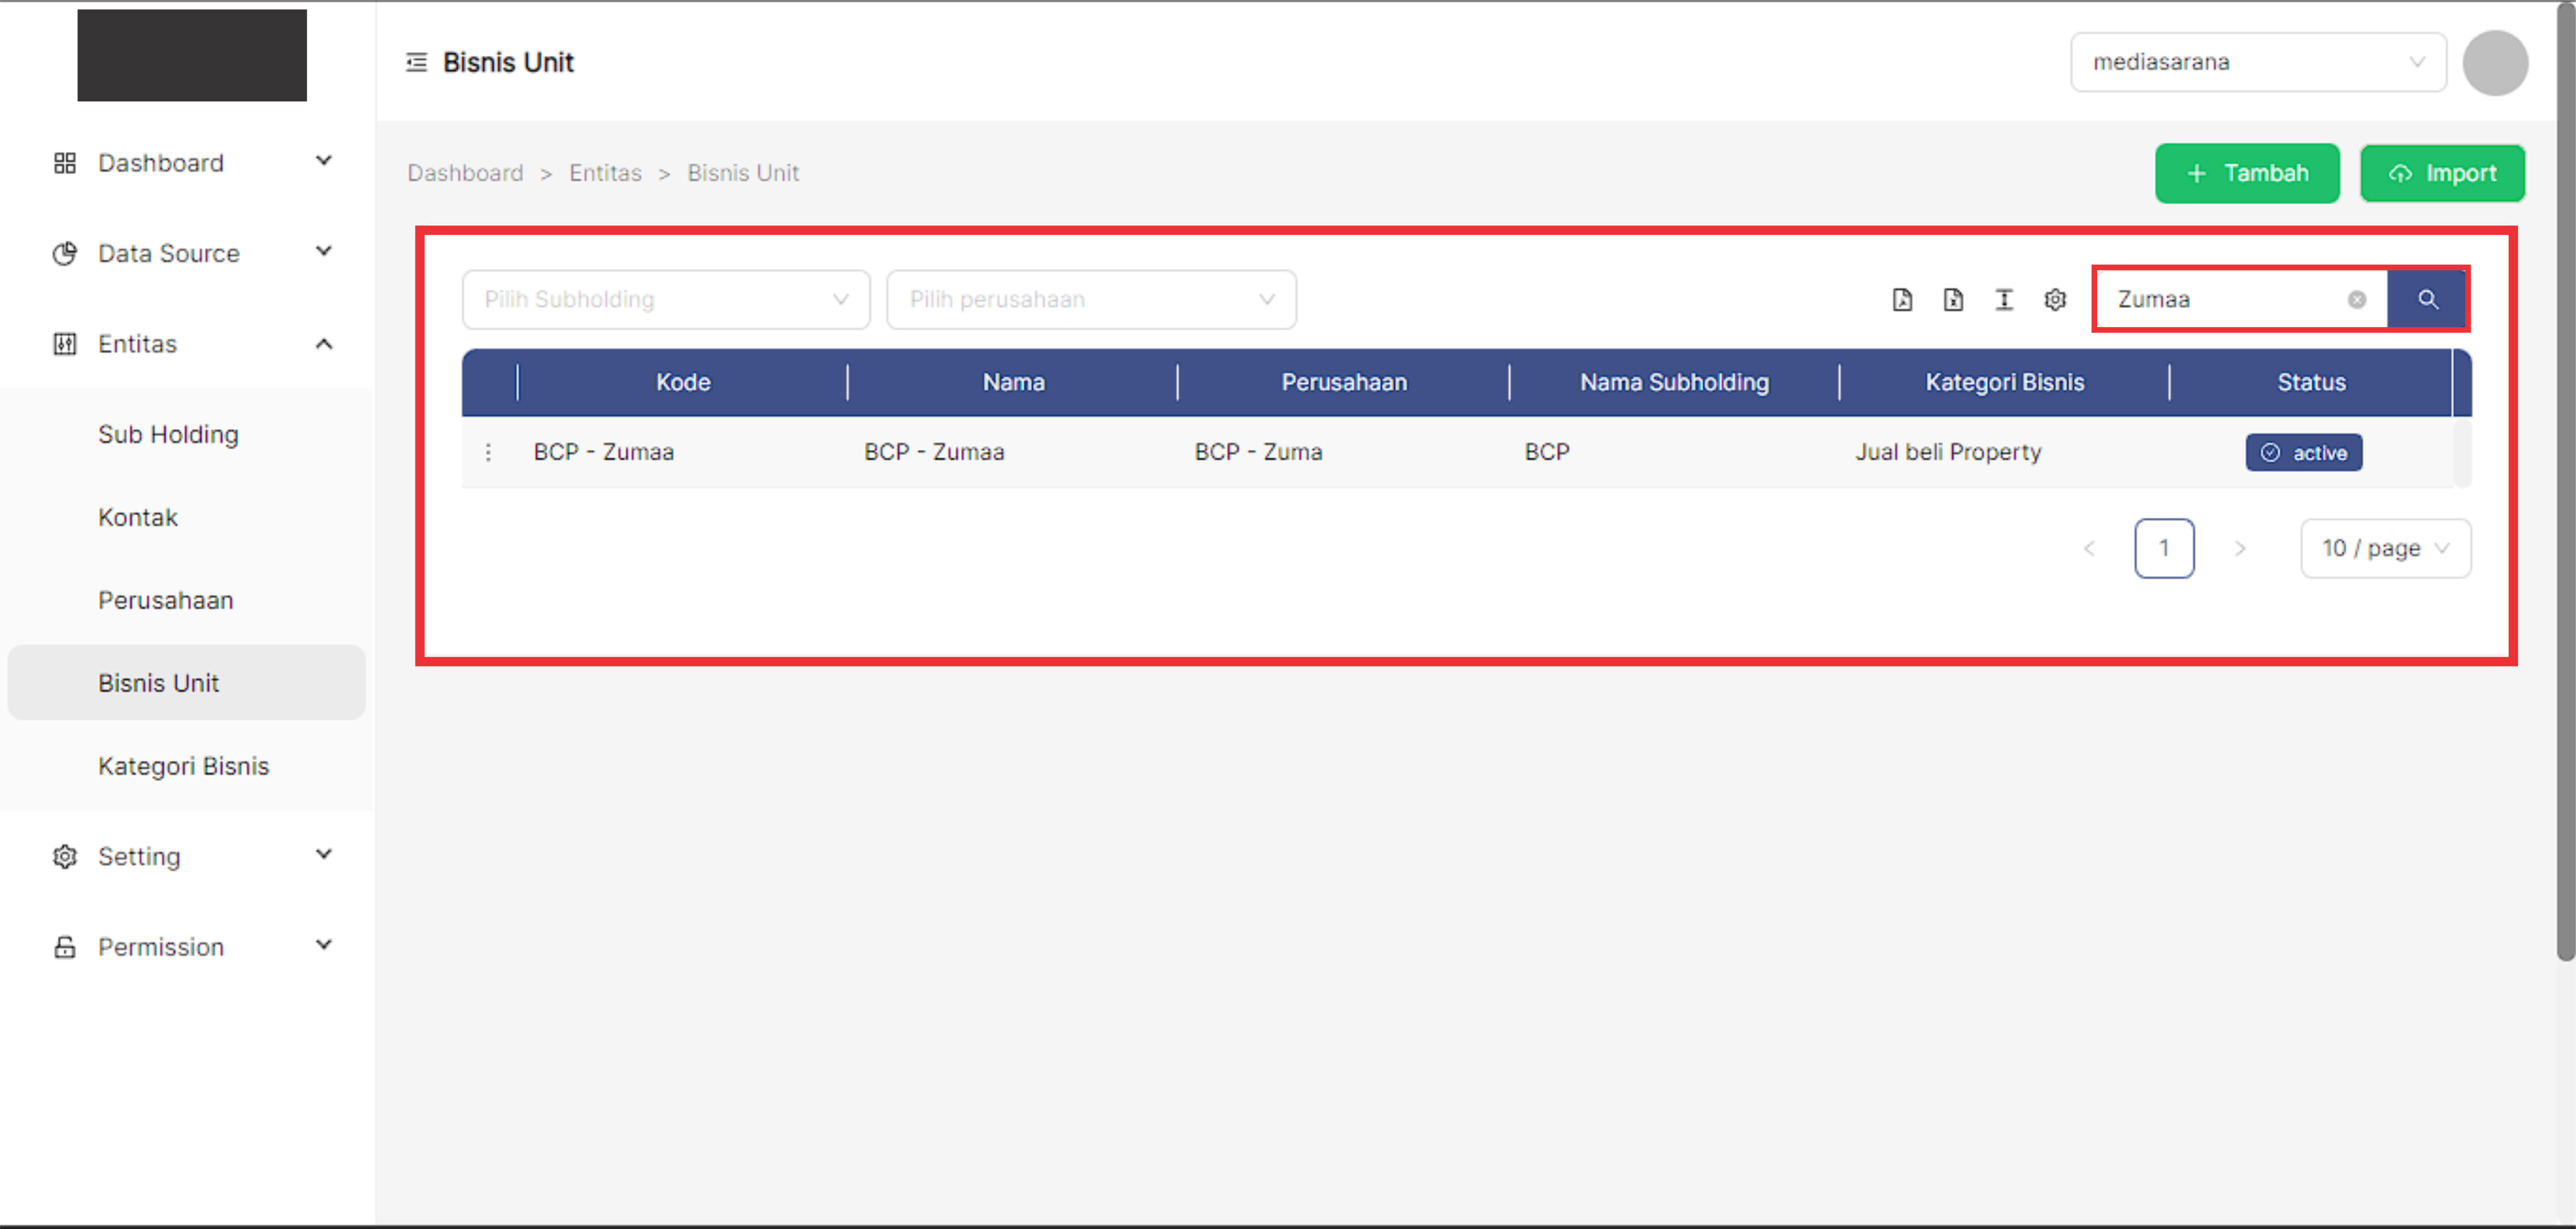 Bisnis Unit
mediasarana
Dashboard
Data Source
Entitas
Sub Holding
Kontak
Perusahaan
Bisnis Unit
Kategori Bisnis
Setting
Permission
Dashboard > Entitas > Bisnis Unit
+ Tambah
Import
Pilih Subholding
Pilih perusahaan
Zumaa
Kode Nama Perusahaan Nama Subholding Kategori Bisnis Status
BCP - Zumaa BCP - Zumaa BCP - Zuma BCP Jual beli Property active
< 1 > 10 / page